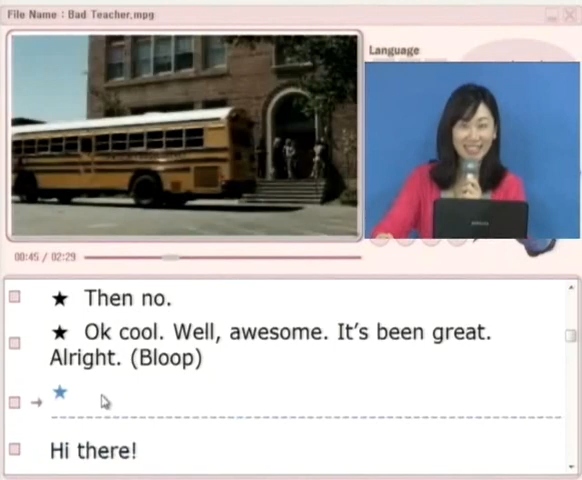 File Name : Bad Teacher.mpg
Language
00:45 / 02:29
★ Then no.
★ Ok cool. Well, awesome. It's been great.
Alright. (Bloop)
★
Hi there!